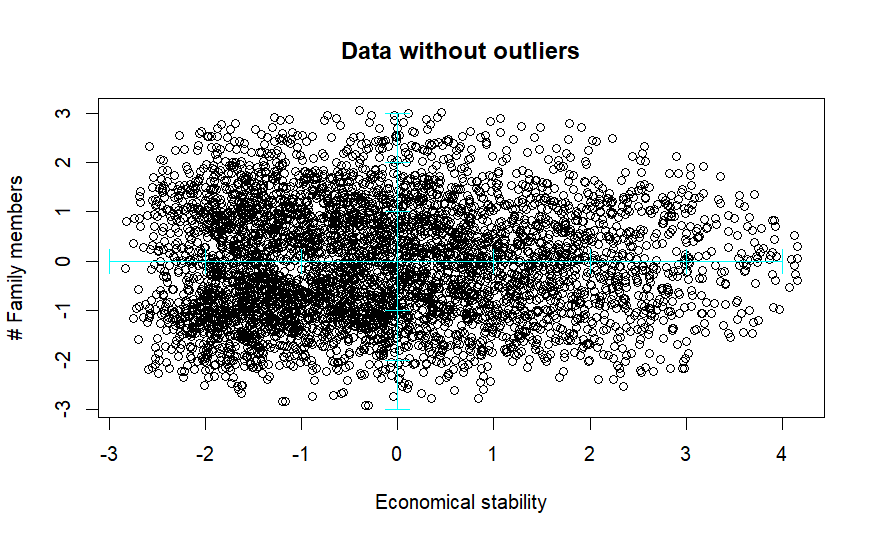 Data without outliers
# Family members
3
2
1
0
-1
-2
-3
-3 -2 -1 0 1 2 3 4
Economical stability